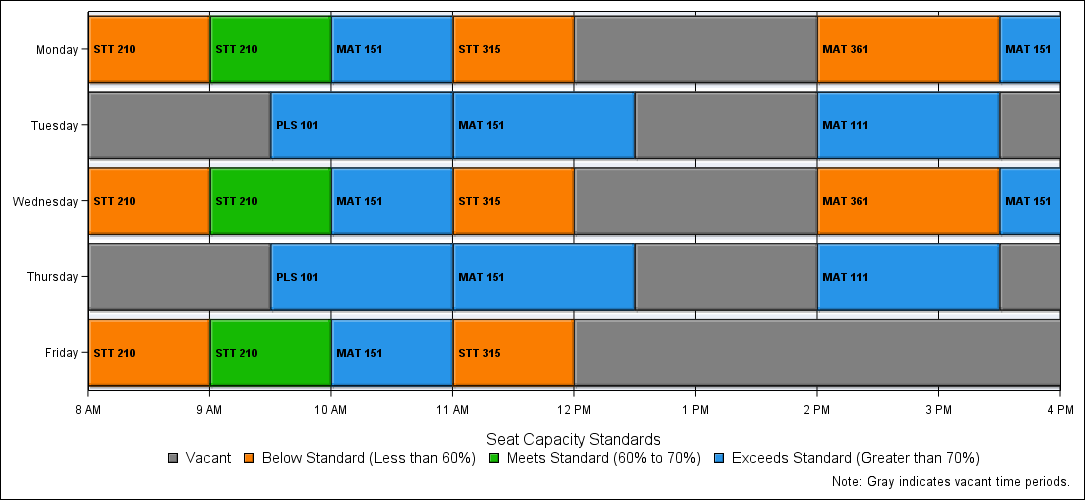 Monday STT 210 STT 210 MAT 151 STT 315 MAT 361 MAT 151
Tuesday PLS 101 MAT 151 MAT 111
Wednesday STT 210 STT 210 MAT 151 STT 315 MAT 361 MAT 151
Thursday PLS 101 MAT 151 MAT 111
Friday STT 210 STT 210 MAT 151 STT 315
8 AM 9 AM 10 AM 11 AM 12 PM 1 PM 2 PM 3 PM 4 PM
Seat Capacity Standards
Vacant Below Standard (Less than 60%) Meets Standard (60% to 70%) Exceeds Standard (Greater than 70%)
Note: Gray indicates vacant time periods.